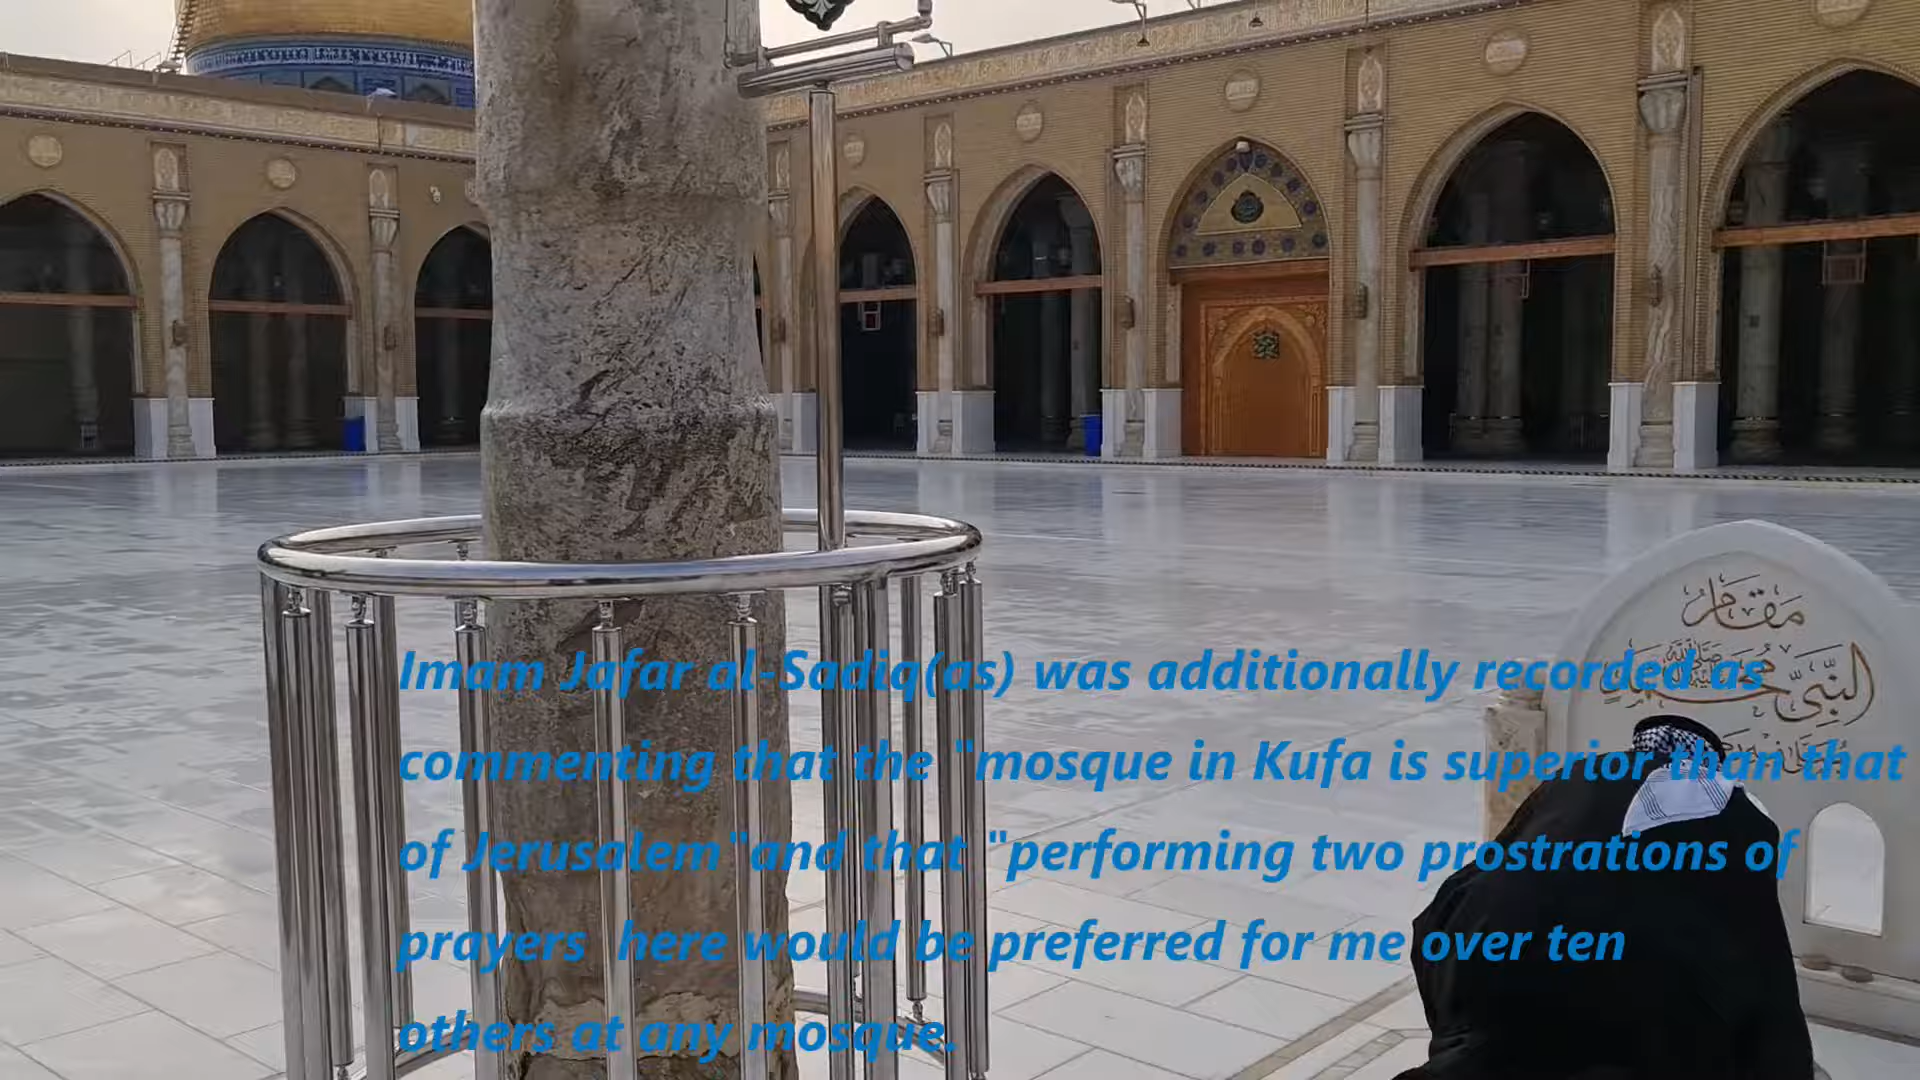 مقام
النبي محمد
Imam Jafar al-Sadiq(as) was additionally recorded as
commenting that the "mosque in Kufa is superior than that
of Jerusalem"and that "performing two prostrations of
prayers  here would be preferred for me over ten
others at any mosque.